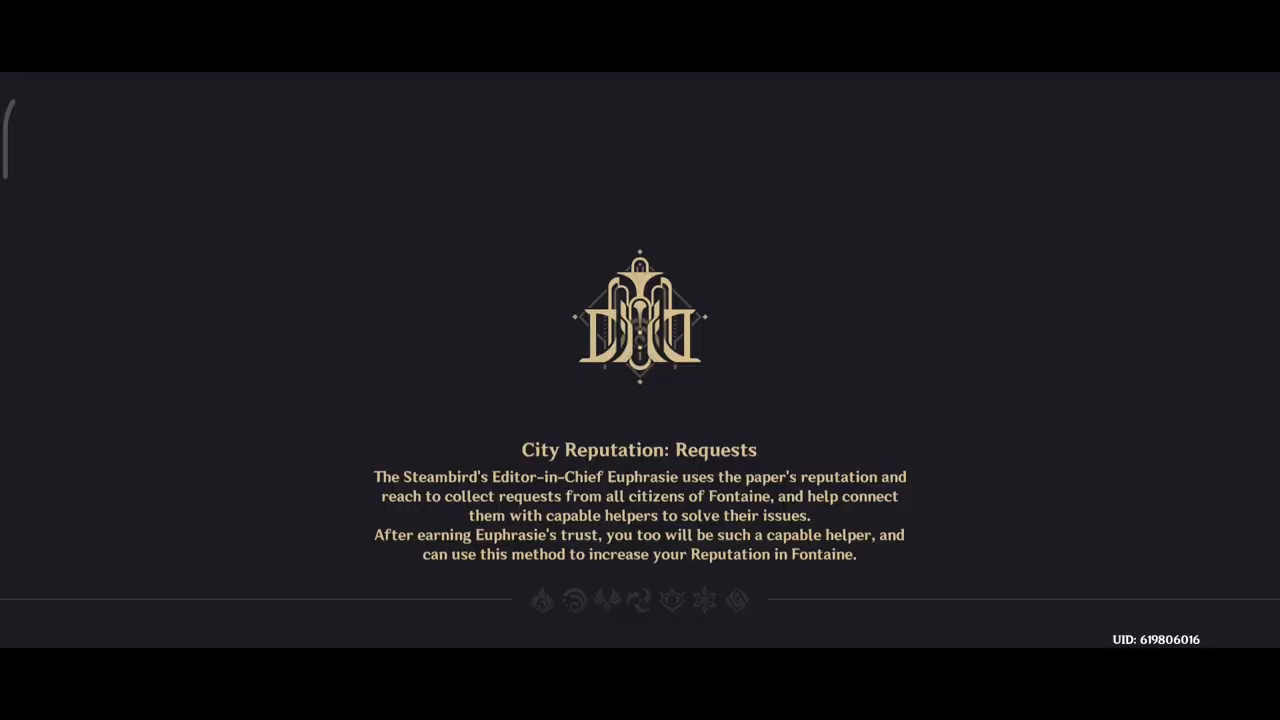 City Reputation: Requests
The Steambird's Editor-in-Chief Euphrasie uses the paper's reputation and
reach to collect requests from all citizens of Fontaine, and help connect
them with capable helpers to solve their issues.
After earning Euphrasie's trust, you too will be such a capable helper, and
can use this method to increase your Reputation in Fontaine.
UID: 619806016